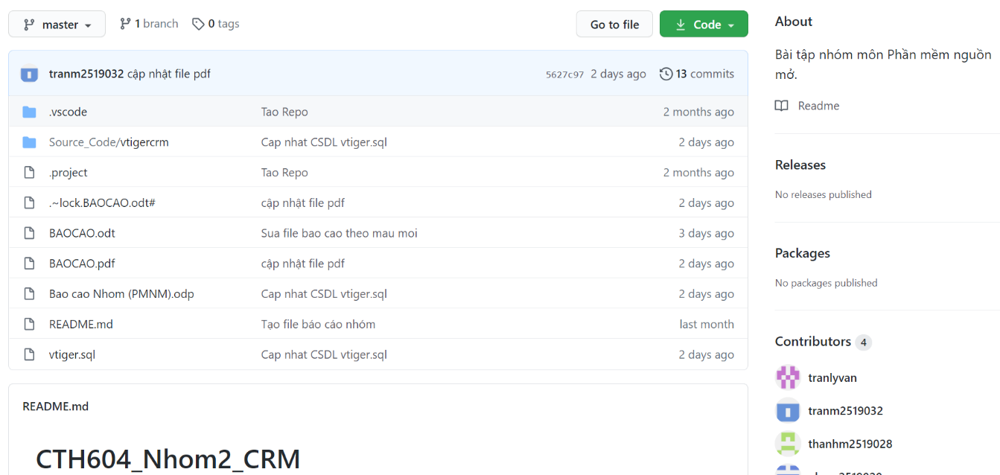 master
1 branch
0 tags
Go to file
Code
tranm2519032 cập nhật file pdf
5627c97 2 days ago
13 commits
.vscode Tao Repo 2 months ago
Source_Code/vtigercrm Cap nhat CSDL vtiger.sql 2 days ago
.project Tao Repo 2 months ago
.~lock.BAOCAO.odt# cập nhật file pdf 2 days ago
BAOCAO.odt Sua file bao cao theo mau moi 3 days ago
BAOCAO.pdf cập nhật file pdf 2 days ago
Bao cao Nhom (PMNM).odp Cap nhat CSDL vtiger.sql 2 days ago
README.md Tạo file báo cáo nhóm last month
vtiger.sql Cap nhat CSDL vtiger.sql 2 days ago
README.md
CTH604_Nhom2_CRM
About
Bài tập nhóm môn Phần mềm nguồn
mở.
Readme
Releases
No releases published
Packages
No packages published
Contributors 4
tranlyvan
tranm2519032
thanhm2519028